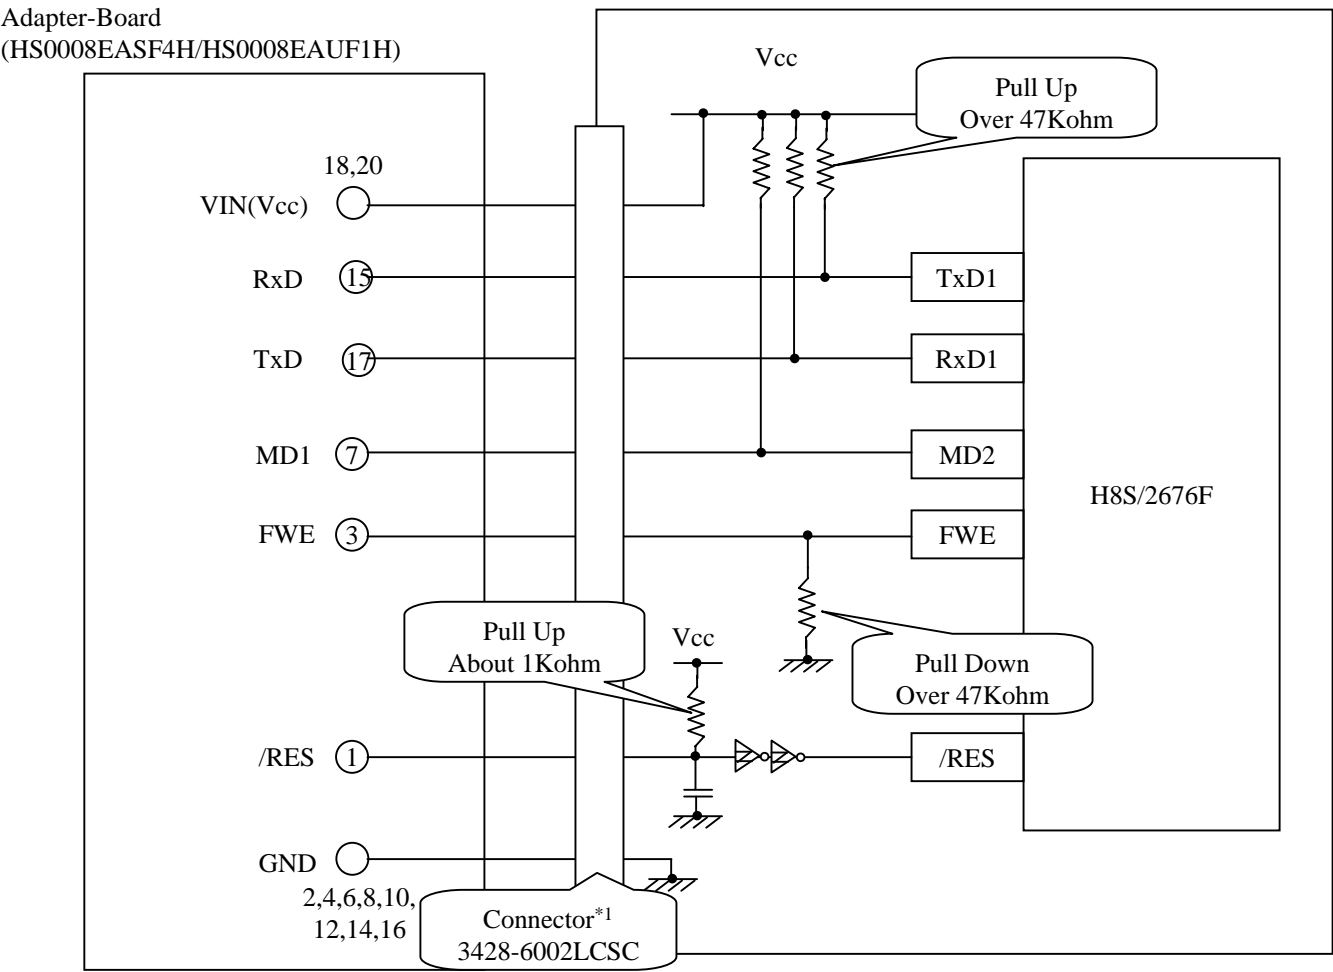 Adapter-Board
(HS0008EASF4H/HS0008EAUF1H)
Vcc
Pull Up
Over 47Kohm
18,20
VIN(Vcc)
RxD 15
TxD1
TxD 17
RxD1
MD1 7
MD2
H8S/2676F
FWE 3
FWE
Pull Up
About 1Kohm
Vcc
Pull Down
Over 47Kohm
/RES 1
/RES
GND
2,4,6,8,10,
12,14,16
Connector*1
3428-6002LCSC